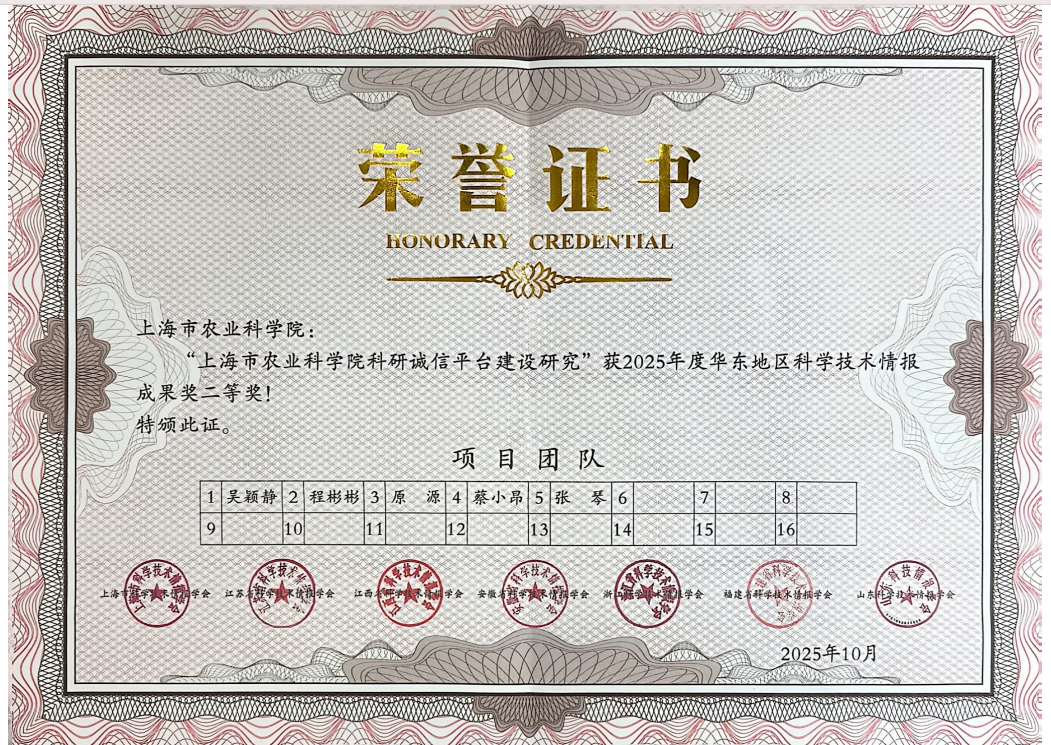 荣誉证书
HONORARY CREDENTIAL
上海市农业科学院：
“上海市农业科学院科研诚信平台建设研究”获2025年度华东地区科学技术情报
成果奖二等奖！
特颁此证。
项目团队
1 吴颖静 2 程彬彬 3 原 源 4 蔡小昂 5 张 琴 6 7 8
9 10 11 12 13 14 15 16
上海市科学技术情报学会 江苏省科学技术情报学会 江西省科学技术情报学会 安徽省科学技术情报学会 浙江省科学技术情报学会 福建省科学技术情报学会 山东科学技术情报学会
2025年10月